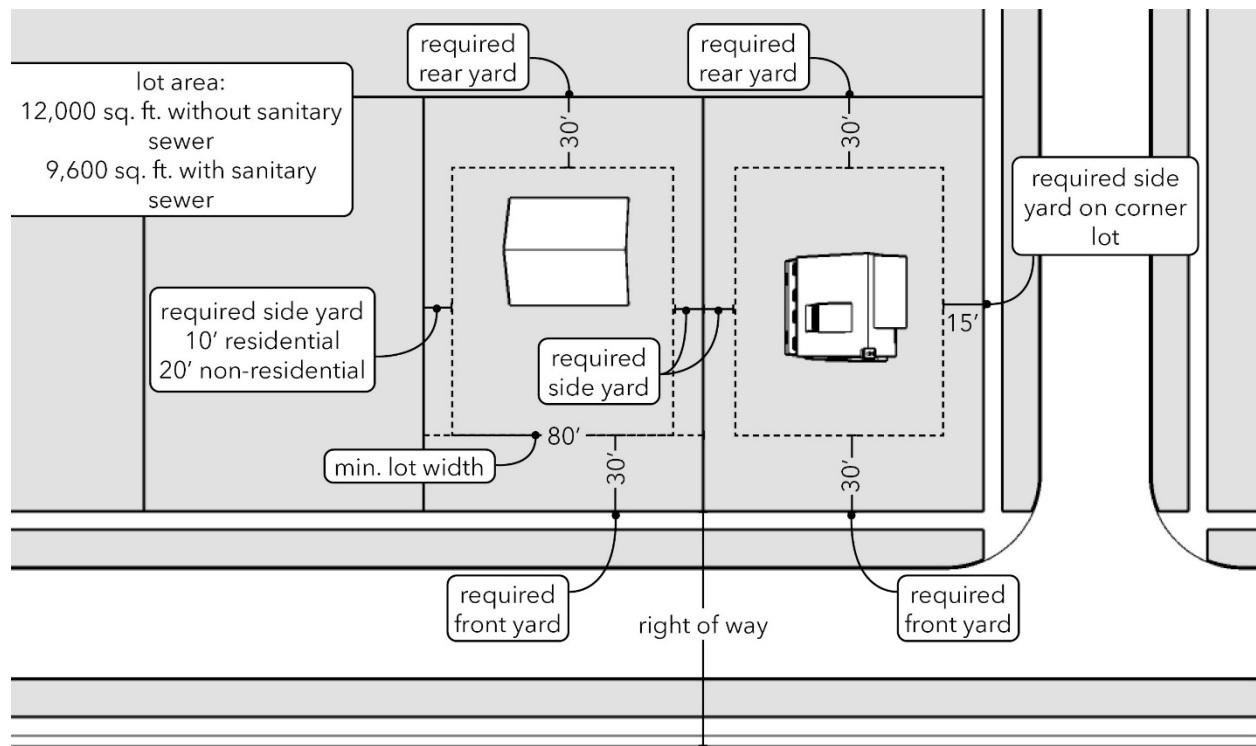 required
rear yard
required
rear yard
lot area:
12,000 sq. ft. without sanitary
sewer
9,600 sq. ft. with sanitary
sewer
30’
30’
required side
yard on corner
lot
required side yard
10’ residential
20’ non-residential
15’
required
side yard
80’
min. lot width
30’
30’
required
front yard
required
front yard
right of way